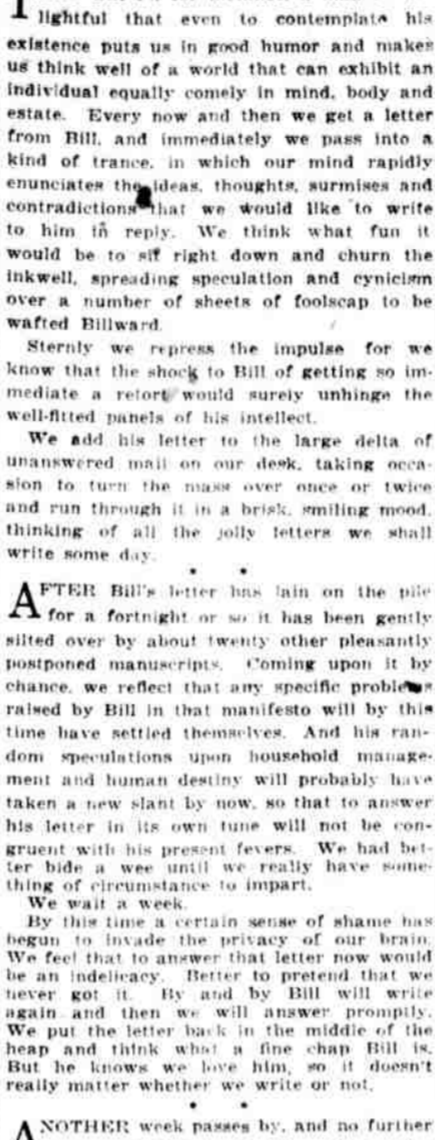 lightful that even to contemplate his
existence puts us in good humor and makes
us think well of a world that can exhibit an
individual equally comely in mind, body and
estate. Every now and then we get a letter
from Bill, and immediately we pass into a
kind of trance, in which our mind rapidly
enunciates the ideas, thoughts, surmises and
contradictions that we would like to write
to him in reply. We think what fun it
would be to sit right down and churn the
inkwell, spreading speculation and cynicism
over a number of sheets of foolscap to be
wafted Billward.
Sternly we repress the impulse for we
know that the shock to Bill of getting so im-
mediate a retort would surely unhinge the
well-fitted panels of his intellect.
We add his letter to the large delta of
unanswered mail on our desk, taking occa-
sion to turn the mass over once or twice
and run through it in a brisk, smiling mood,
thinking of all the jolly letters we shall
write some day.
* *
AFTER Bill's letter has lain on the pile
for a fortnight or so it has been gently
silted over by about twenty other pleasantly
postponed manuscripts. Coming upon it by
chance, we reflect that any specific problems
raised by Bill in that manifesto will by this
time have settled themselves. And his ran-
dom speculations upon household manage-
ment and human destiny will probably have
taken a new slant by now, so that to answer
his letter in its own tune will not be con-
gruent with his present fevers. We had bet-
ter bide a wee until we really have some-
thing of circumstance to impart.
We wait a week.
By this time a certain sense of shame has
begun to invade the privacy of our brain.
We feel that to answer that letter now would
be an indelicacy. Better to pretend that we
never got it. By and by Bill will write
again and then we will answer promptly.
We put the letter back in the middle of the
heap and think what a fine chap Bill is.
But he knows we love him, so it doesn't
really matter whether we write or not.
* *
ANOTHER week passes by, and no further